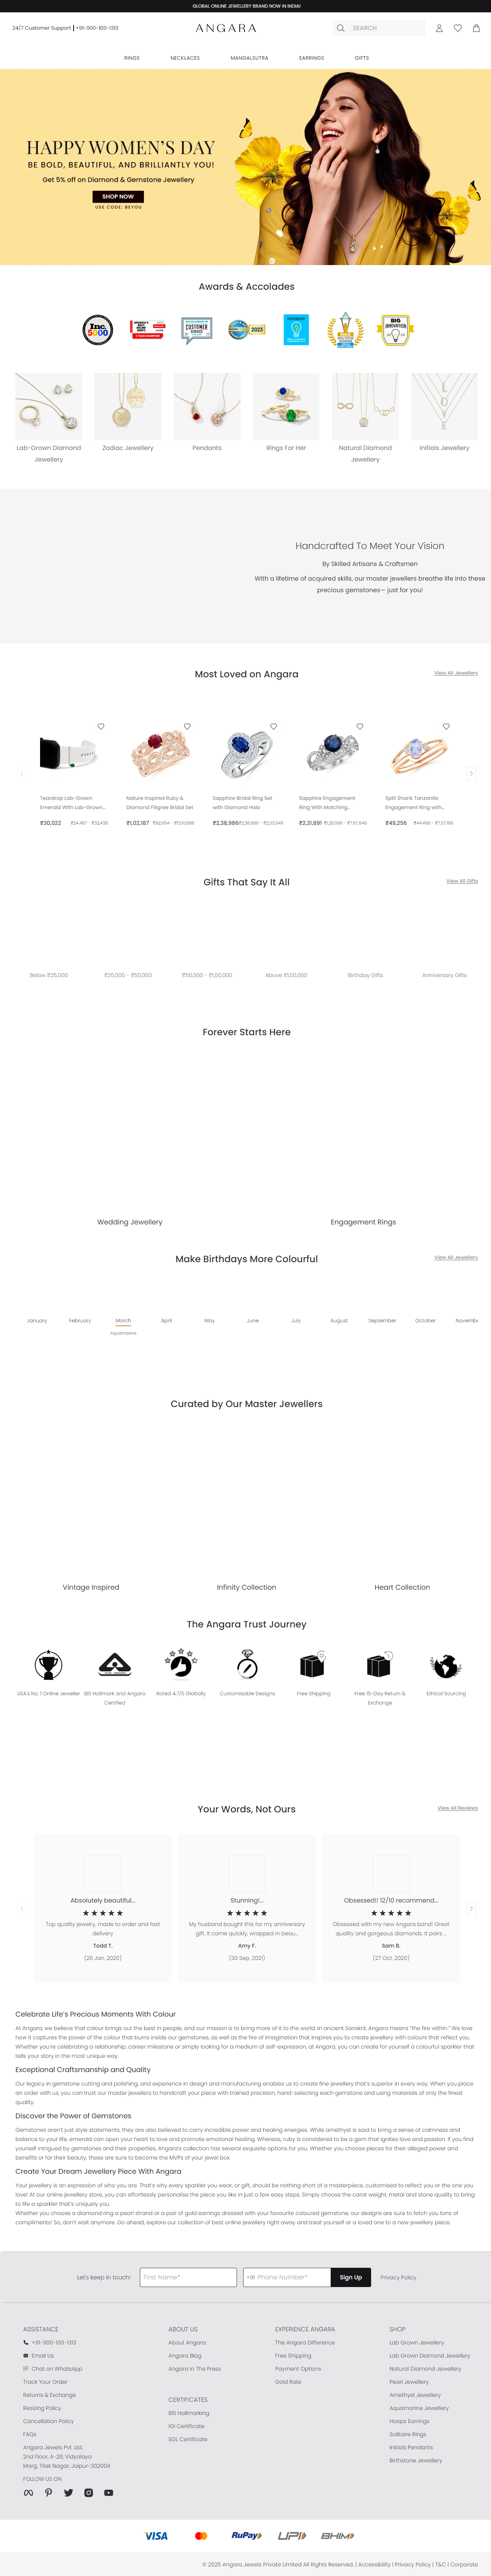 GLOBAL ONLINE JEWELLERY BRAND NOW IN INDIA!
24/7 Customer Support | +91-900-100-1313
ANGARA
SEARCH
RINGS NECKLACES MANGALSUTRA EARRINGS GIFTS
HAPPY WOMEN'S DAY
BE BOLD, BEAUTIFUL, AND BRILLIANTLY YOU!
Get 5% off on Diamond & Gemstone Jewellery
SHOP NOW
USE CODE: BEYOU
Awards & Accolades
Inc. 5000
CUSTOMER SERVICE
2023
BIG INNOVATION
Lab-Grown Diamond Jewellery
Zodiac Jewellery
Pendants
Rings For Her
Natural Diamond Jewellery
Initials Jewellery
Handcrafted To Meet Your Vision
By Skilled Artisans & Craftsmen
With a lifetime of acquired skills, our master jewellers breathe life into these
precious gemstones— just for you!
Most Loved on Angara
View All Jewellery
Teardrop Lab-Grown
Emerald With Lab-Grown...
₹30,022
Nature Inspired Ruby &
Diamond Filigree Bridal Set
₹1,02,187
Sapphire Bridal Ring Set
with Diamond Halo
₹2,38,988
Sapphire Engagement
Ring With Matching...
₹2,31,891
Split Shank Tanzanite
Engagement Ring with...
₹49,256
Gifts That Say It All
View All Gifts
Below ₹25,000
₹25,000 - ₹50,000
₹50,000 - ₹1,00,000
Above ₹1,00,000
Birthday Gifts
Anniversary Gifts
Forever Starts Here
Wedding Jewellery
Engagement Rings
Make Birthdays More Colourful
View All Jewellery
January February March April May June July August September October Novembe
Aquamarine
Curated by Our Master Jewellers
Vintage Inspired
Infinity Collection
Heart Collection
The Angara Trust Journey
USA's No. 1 Online Jeweller
BIS Hallmark and Angara Certified
Rated 4.7/5 Globally
Customisable Designs
Free Shipping
Free 15-Day Return & Exchange
Ethical Sourcing
Your Words, Not Ours
View All Reviews
Absolutely beautiful...
★★★★★
Top quality jewelry, made to order and fast
delivery
Todd T.
(26 Jan, 2020)
Stunning!...
★★★★★
My husband bought this for my anniversary
gift. It came quickly, wrapped in beau...
Amy F.
(30 Sep, 2021)
Obsessed!! 12/10 recommend...
★★★★★
Obsessed with my new Angara band! Great
quality and gorgeous diamonds. It pairs ...
Sam B.
(27 Oct, 2020)
Celebrate Life's Precious Moments With Colour
At Angara, we believe that colour brings out the best in people, and our mission is to bring more of it to the world. In ancient Sanskrit, Angara means “the fire within.” We love
how it captures the power of the colour that burns inside our gemstones, as well as the fire of imagination that inspires you to create jewellery with colours that reflect you.
Whether you're celebrating a relationship, career milestone or simply looking for a medium of self-expression, at Angara, you can create for yourself a colourful sparkler that
tells your story in the most unique way.
Exceptional Craftsmanship and Quality
Our legacy in gemstone cutting and polishing, and experience in design and manufacturing enables us to create fine jewellery that's superior in every way. When you place
an order with us, you can trust our master jewellers to handcraft your piece with trained precision, hand-selecting each gemstone and using materials of only the finest
quality.
Discover the Power of Gemstones
Gemstones aren't just style statements, they are also believed to carry incredible power and healing energies. While amethyst is said to bring a sense of calmness and
balance to your life, emerald can open your heart to love and promote emotional healing. Whereas, ruby is considered to be a gem that ignites love and passion. If you find
yourself intrigued by gemstones and their properties, Angara's collection has several exquisite options for you. Whether you choose pieces for their alleged power and
benefits or for their beauty, these are sure to become the MVPs of your jewel box.
Create Your Dream Jewellery Piece With Angara
Your jewellery is an expression of who you are. That's why every sparkler you wear, or gift, should be nothing short of a masterpiece, customised to reflect you or the one you
love! At our online jewellery store, you can effortlessly personalise the piece you like in just a few easy steps. Simply choose the carat weight, metal and stone quality to bring
to life a sparkler that's uniquely you.
Whether you choose a diamond ring a pearl strand or a pair of gold earrings dressed with your favourite coloured gemstone, our designs are sure to fetch you tons of
compliments! So, don't wait anymore. Go ahead, explore our collection of best online jewellery right away and treat yourself or a loved one to a new jewellery piece.
Let's keep in touch!
First Name*
+91 Phone Number*
Sign Up
Privacy Policy
ASSISTANCE
+91-900-100-1313
Email Us
Chat on WhatsApp
Track Your Order
Returns & Exchange
Resizing Policy
Cancellation Policy
FAQs
Angara Jewels Pvt. Ltd.
2nd Floor, A-28, Vidyalaya
Marg, Tilak Nagar, Jaipur-302004
FOLLOW US ON
ABOUT US
About Angara
Angara Blog
Angara in The Press
CERTIFICATES
BIS Hallmarking
IGI Certificate
SGL Certificate
EXPERIENCE ANGARA
The Angara Difference
Free Shipping
Payment Options
Gold Rate
SHOP
Lab Grown Jewellery
Lab Grown Diamond Jewellery
Natural Diamond Jewellery
Pearl Jewellery
Amethyst Jewellery
Aquamarine Jewellery
Hoops Earrings
Solitaire Rings
Initials Pendants
Birthstone Jewellery
VISA
RuPay
UPI
BHIM
© 2025 Angara Jewels Private Limited All Rights Reserved. | Accessibility | Privacy Policy | T&C | Corporate